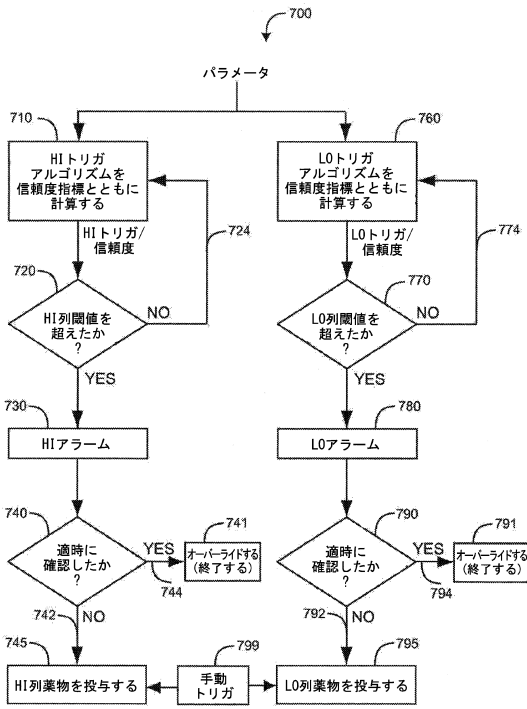 700
パラメータ
710
HIトリガ
アルゴリズムを
信頼度指標とともに
計算する
760
LOトリガ
アルゴリズムを
信頼度指標とともに
計算する
HIトリガ/
信頼度
724
LOトリガ/
信頼度
774
720
HI列閾値を
超えたか
?
NO
YES
770
LO列閾値を
超えたか
?
NO
YES
730
HIアラーム
780
LOアラーム
740
適時に
確認したか
?
YES
744
741
オーバーライドする
(終了する)
742
NO
790
適時に
確認したか
?
YES
794
791
オーバーライドする
(終了する)
792
NO
745
HI列薬物を投与する
799
手動
トリガ
795
LO列薬物を投与する